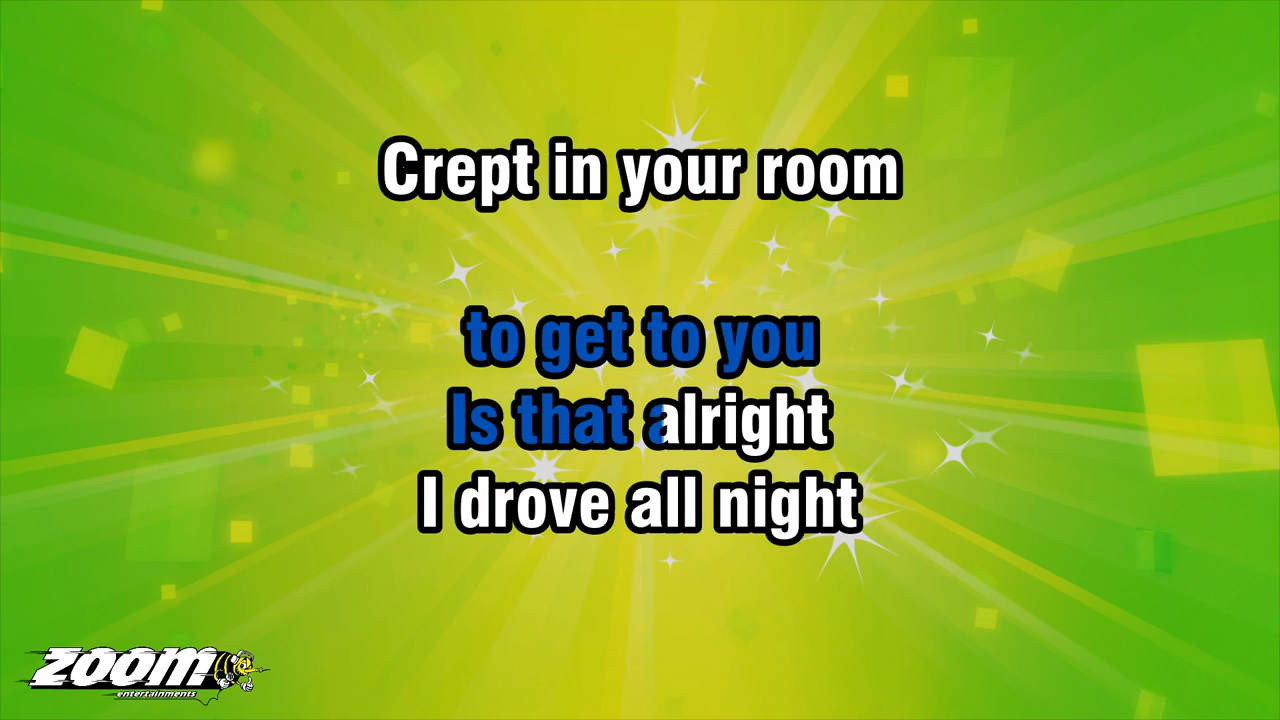 Crept in your room
to get to you
Is that alright
I drove all night
zoom
entertainments